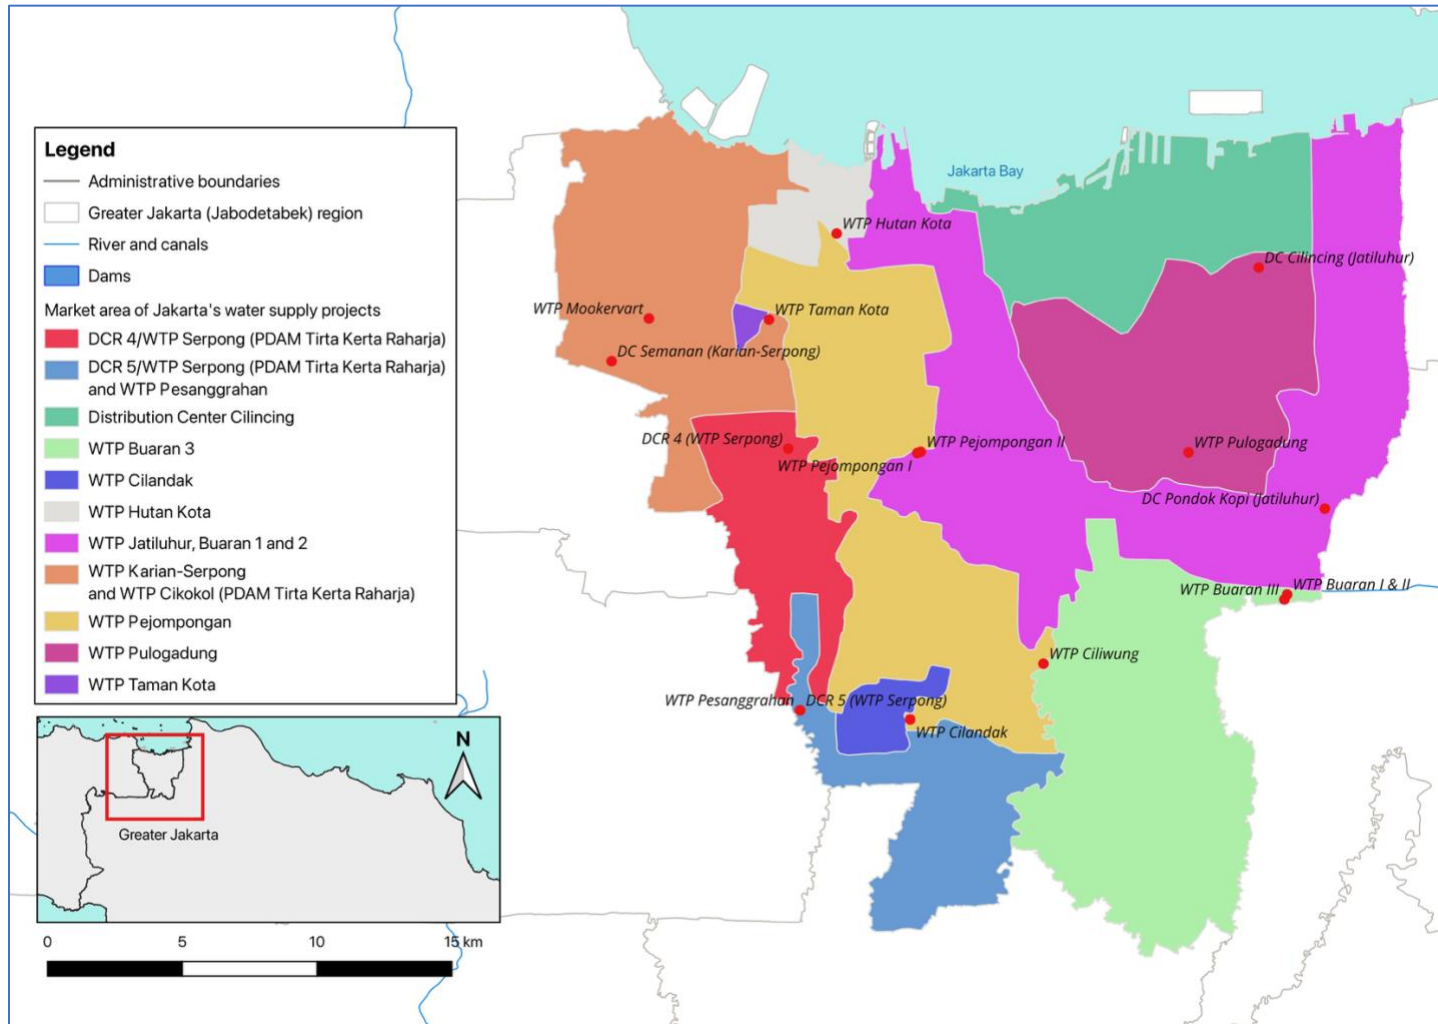 Legend
Administrative boundaries
Greater Jakarta (Jabodetabek) region
River and canals
Dams
Market area of Jakarta's water supply projects
DCR 4/WTP Serpong (PDAM Tirta Kerta Raharja)
DCR 5/WTP Serpong (PDAM Tirta Kerta Raharja)
and WTP Pesanggrahan
Distribution Center Cilincing
WTP Buaran 3
WTP Cilandak
WTP Hutan Kota
WTP Jatiluhur, Buaran 1 and 2
WTP Karian-Serpong
and WTP Cikokol (PDAM Tirta Kerta Raharja)
WTP Pejompongan
WTP Pulogadung
WTP Taman Kota
Greater Jakarta
N
0 5 10 15 km
Jakarta Bay
WTP Hutan Kota
DC Cilincing (Jatiluhur)
WTP Mookervart
WTP Taman Kota
DC Semanan (Karian-Serpong)
DCR 4 (WTP Serpong)
WTP Pejompongan II
WTP Pulogadung
WTP Pejompongan I
DC Pondok Kopi (Jatiluhur)
WTP Buaran III
WTP Buaran I & II
WTP Ciliwung
WTP Pesanggrahan
DCR 5 (WTP Serpong)
WTP Cilandak